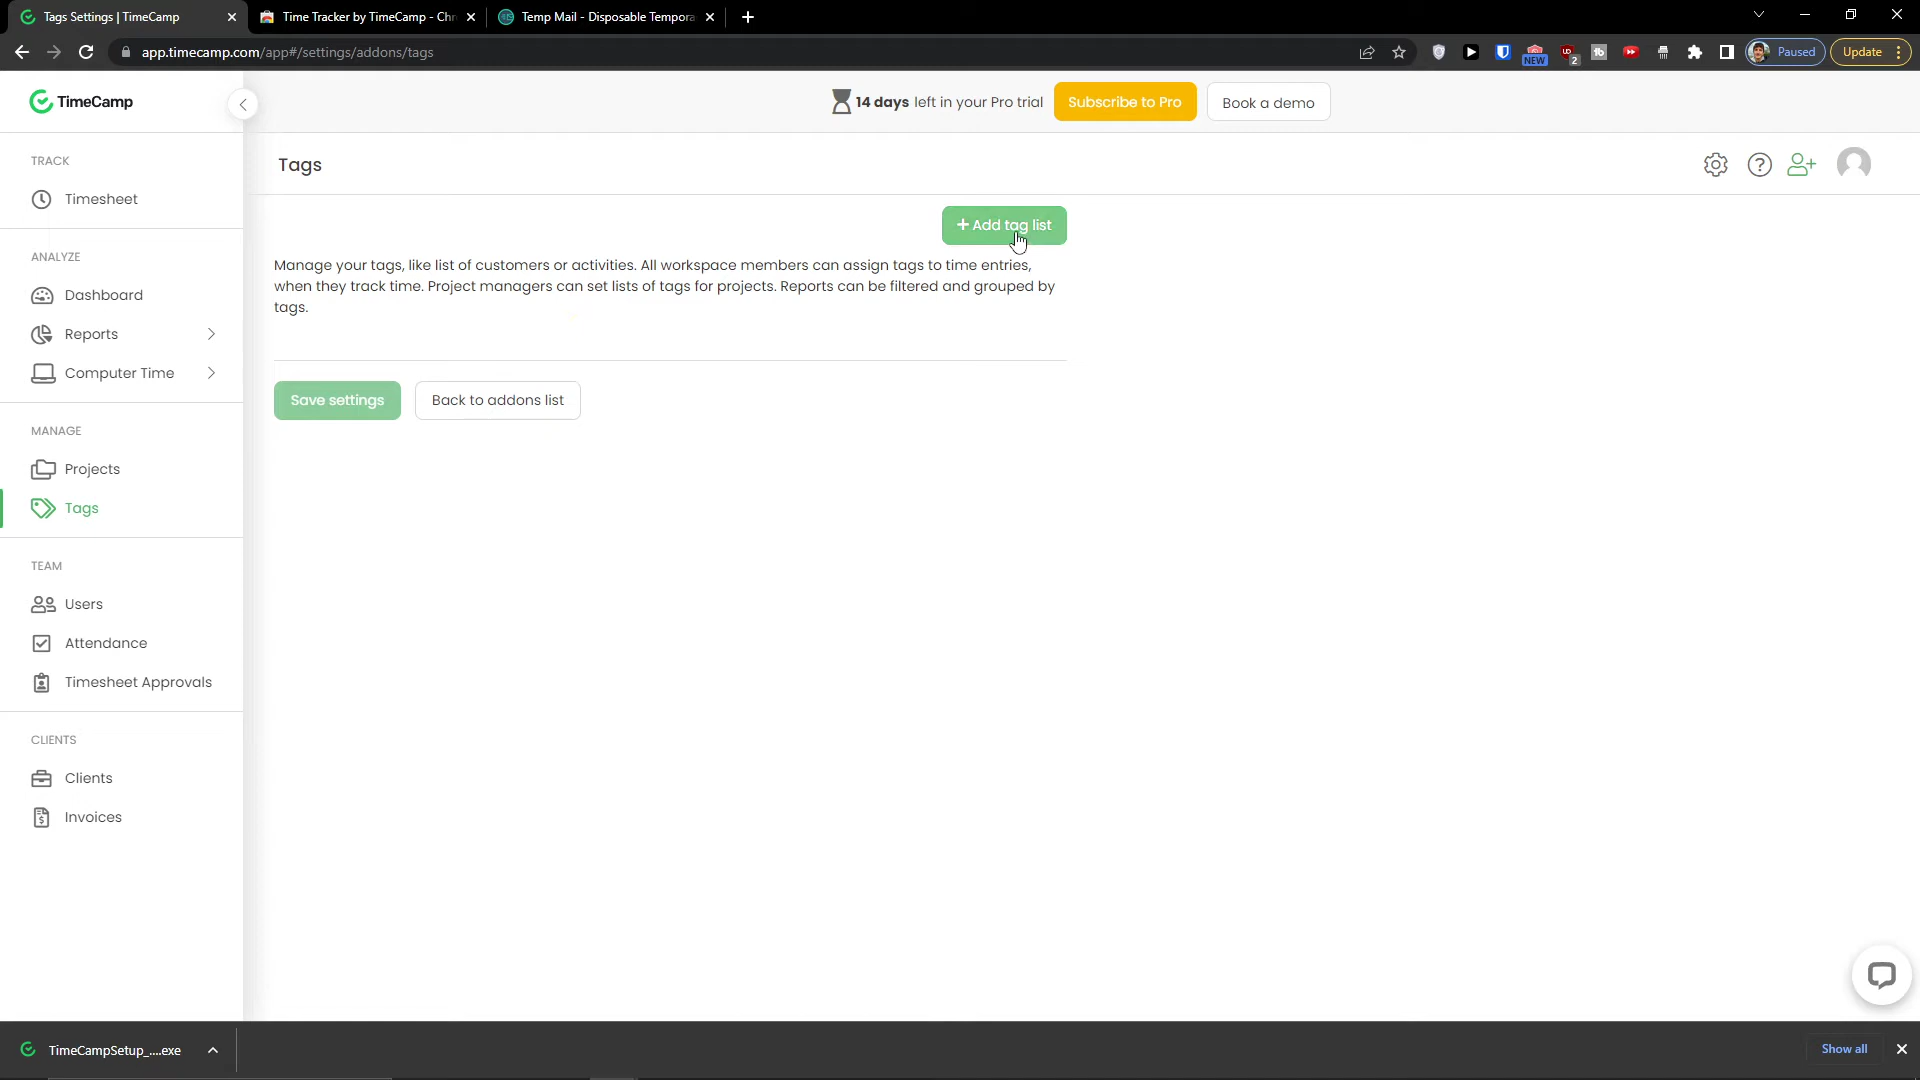 Tags Settings | TimeCamp
Time Tracker by TimeCamp - Chr
Temp Mail - Disposable Tempora
app.timecamp.com/app#/settings/addons/tags
NEW
2
Paused
Update
TimeCamp
14 days left in your Pro trial
Subscribe to Pro
Book a demo
TRACK
Timesheet
ANALYZE
Dashboard
Reports
Computer Time
MANAGE
Projects
Tags
TEAM
Users
Attendance
Timesheet Approvals
CLIENTS
Clients
Invoices
Tags
+ Add tag list
Manage your tags, like list of customers or activities. All workspace members can assign tags to time entries,
when they track time. Project managers can set lists of tags for projects. Reports can be filtered and grouped by
tags.
Save settings
Back to addons list
TimeCampSetup_....exe
Show all